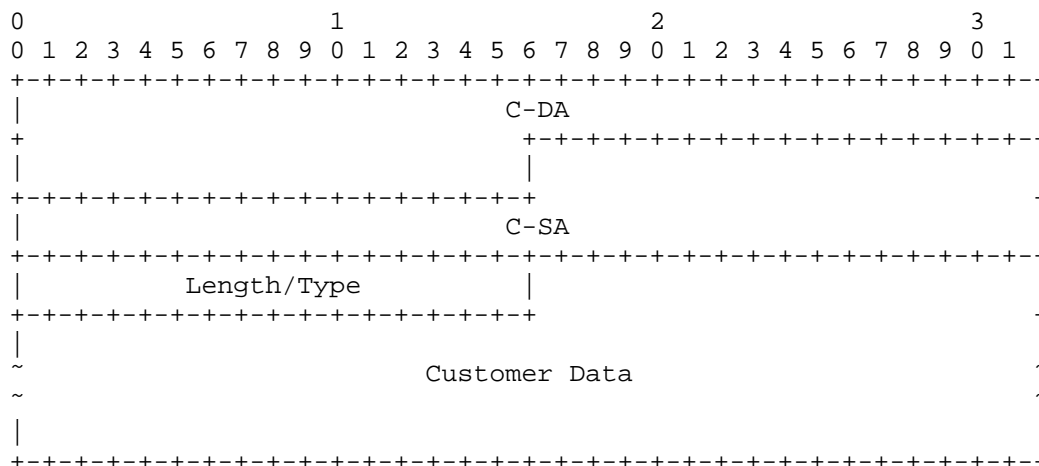 0                   1                   2                   3
0 1 2 3 4 5 6 7 8 9 0 1 2 3 4 5 6 7 8 9 0 1 2 3 4 5 6 7 8 9 0 1
+-+-+-+-+-+-+-+-+-+-+-+-+-+-+-+-+-+-+-+-+-+-+-+-+-+-+-+-+-+-+-+-
|                              C-DA
+                               +-+-+-+-+-+-+-+-+-+-+-+-+-+-+-+-
|                               |
+-+-+-+-+-+-+-+-+-+-+-+-+-+-+-+-+                               -
|                              C-SA
+-+-+-+-+-+-+-+-+-+-+-+-+-+-+-+-+-+-+-+-+-+-+-+-+-+-+-+-+-+-+-+-
|          Length/Type          |
+-+-+-+-+-+-+-+-+-+-+-+-+-+-+-+-+                               -
|
~                         Customer Data                         ~
~                                                               ~
|
+-+-+-+-+-+-+-+-+-+-+-+-+-+-+-+-+-+-+-+-+-+-+-+-+-+-+-+-+-+-+-+-